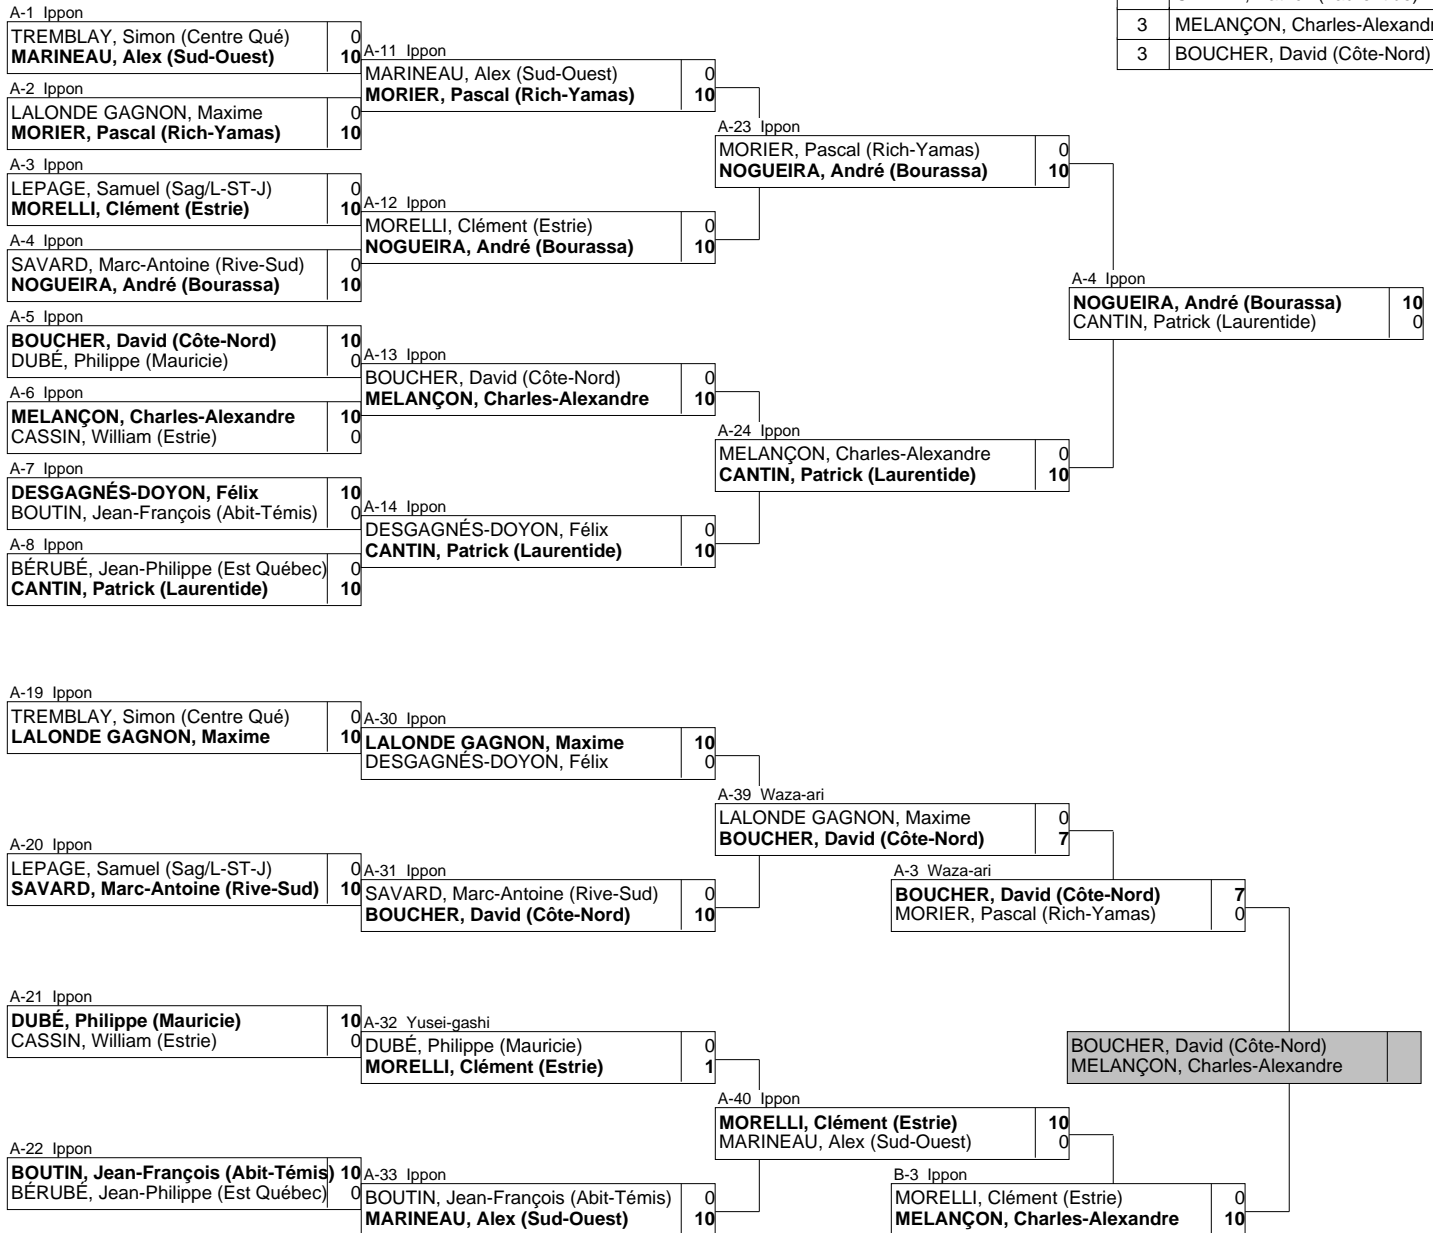 3 MELANÇON, Charles-Alexandr
3 BOUCHER, David (Côte-Nord)
A-1 Ippon
TREMBLAY, Simon (Centre Qué) 0
MARINEAU, Alex (Sud-Ouest) 10
A-2 Ippon
LALONDE GAGNON, Maxime 0
MORIER, Pascal (Rich-Yamas) 10
A-3 Ippon
LEPAGE, Samuel (Sag/L-ST-J) 0
MORELLI, Clément (Estrie) 10
A-4 Ippon
SAVARD, Marc-Antoine (Rive-Sud) 0
NOGUEIRA, André (Bourassa) 10
A-5 Ippon
BOUCHER, David (Côte-Nord) 10
DUBÉ, Philippe (Mauricie) 0
A-6 Ippon
MELANÇON, Charles-Alexandre 10
CASSIN, William (Estrie) 0
A-7 Ippon
DESGAGNÉS-DOYON, Félix 10
BOUTIN, Jean-François (Abit-Témis) 0
A-8 Ippon
BÉRUBÉ, Jean-Philippe (Est Québec) 0
CANTIN, Patrick (Laurentide) 10
A-11 Ippon
MARINEAU, Alex (Sud-Ouest) 0
MORIER, Pascal (Rich-Yamas) 10
A-12 Ippon
MORELLI, Clément (Estrie) 0
NOGUEIRA, André (Bourassa) 10
A-13 Ippon
BOUCHER, David (Côte-Nord) 0
MELANÇON, Charles-Alexandre 10
A-14 Ippon
DESGAGNÉS-DOYON, Félix 0
CANTIN, Patrick (Laurentide) 10
A-23 Ippon
MORIER, Pascal (Rich-Yamas) 0
NOGUEIRA, André (Bourassa) 10
A-24 Ippon
MELANÇON, Charles-Alexandre 0
CANTIN, Patrick (Laurentide) 10
A-4 Ippon
NOGUEIRA, André (Bourassa) 10
CANTIN, Patrick (Laurentide) 0
A-19 Ippon
TREMBLAY, Simon (Centre Qué) 0
LALONDE GAGNON, Maxime 10
A-20 Ippon
LEPAGE, Samuel (Sag/L-ST-J) 0
SAVARD, Marc-Antoine (Rive-Sud) 10
A-21 Ippon
DUBÉ, Philippe (Mauricie) 10
CASSIN, William (Estrie) 0
A-22 Ippon
BOUTIN, Jean-François (Abit-Témis) 10
BÉRUBÉ, Jean-Philippe (Est Québec) 0
A-30 Ippon
LALONDE GAGNON, Maxime 10
DESGAGNÉS-DOYON, Félix 0
A-31 Ippon
SAVARD, Marc-Antoine (Rive-Sud) 0
BOUCHER, David (Côte-Nord) 10
A-32 Yusei-gashi
DUBÉ, Philippe (Mauricie) 0
MORELLI, Clément (Estrie) 1
A-33 Ippon
BOUTIN, Jean-François (Abit-Témis) 0
MARINEAU, Alex (Sud-Ouest) 10
A-39 Waza-ari
LALONDE GAGNON, Maxime 0
BOUCHER, David (Côte-Nord) 7
A-40 Ippon
MORELLI, Clément (Estrie) 10
MARINEAU, Alex (Sud-Ouest) 0
A-3 Waza-ari
BOUCHER, David (Côte-Nord) 7
MORIER, Pascal (Rich-Yamas) 0
B-3 Ippon
MORELLI, Clément (Estrie) 0
MELANÇON, Charles-Alexandre 10
BOUCHER, David (Côte-Nord)
MELANÇON, Charles-Alexandre